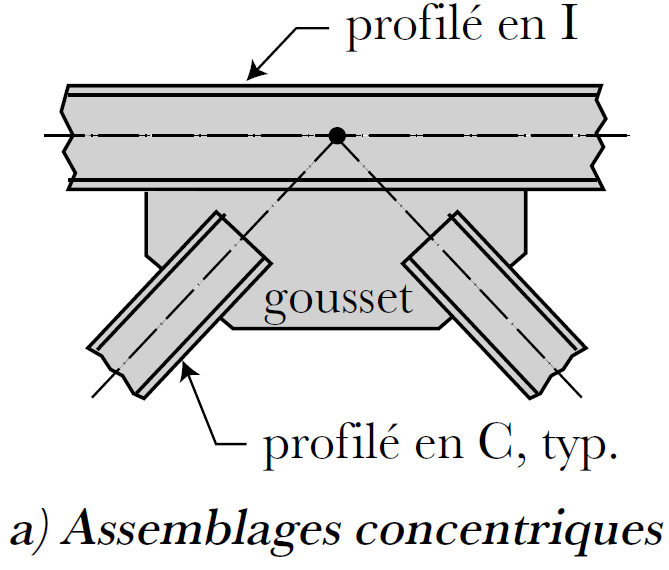 profilé en I
gousset
profilé en C, typ.
a) Assemblages concentriques